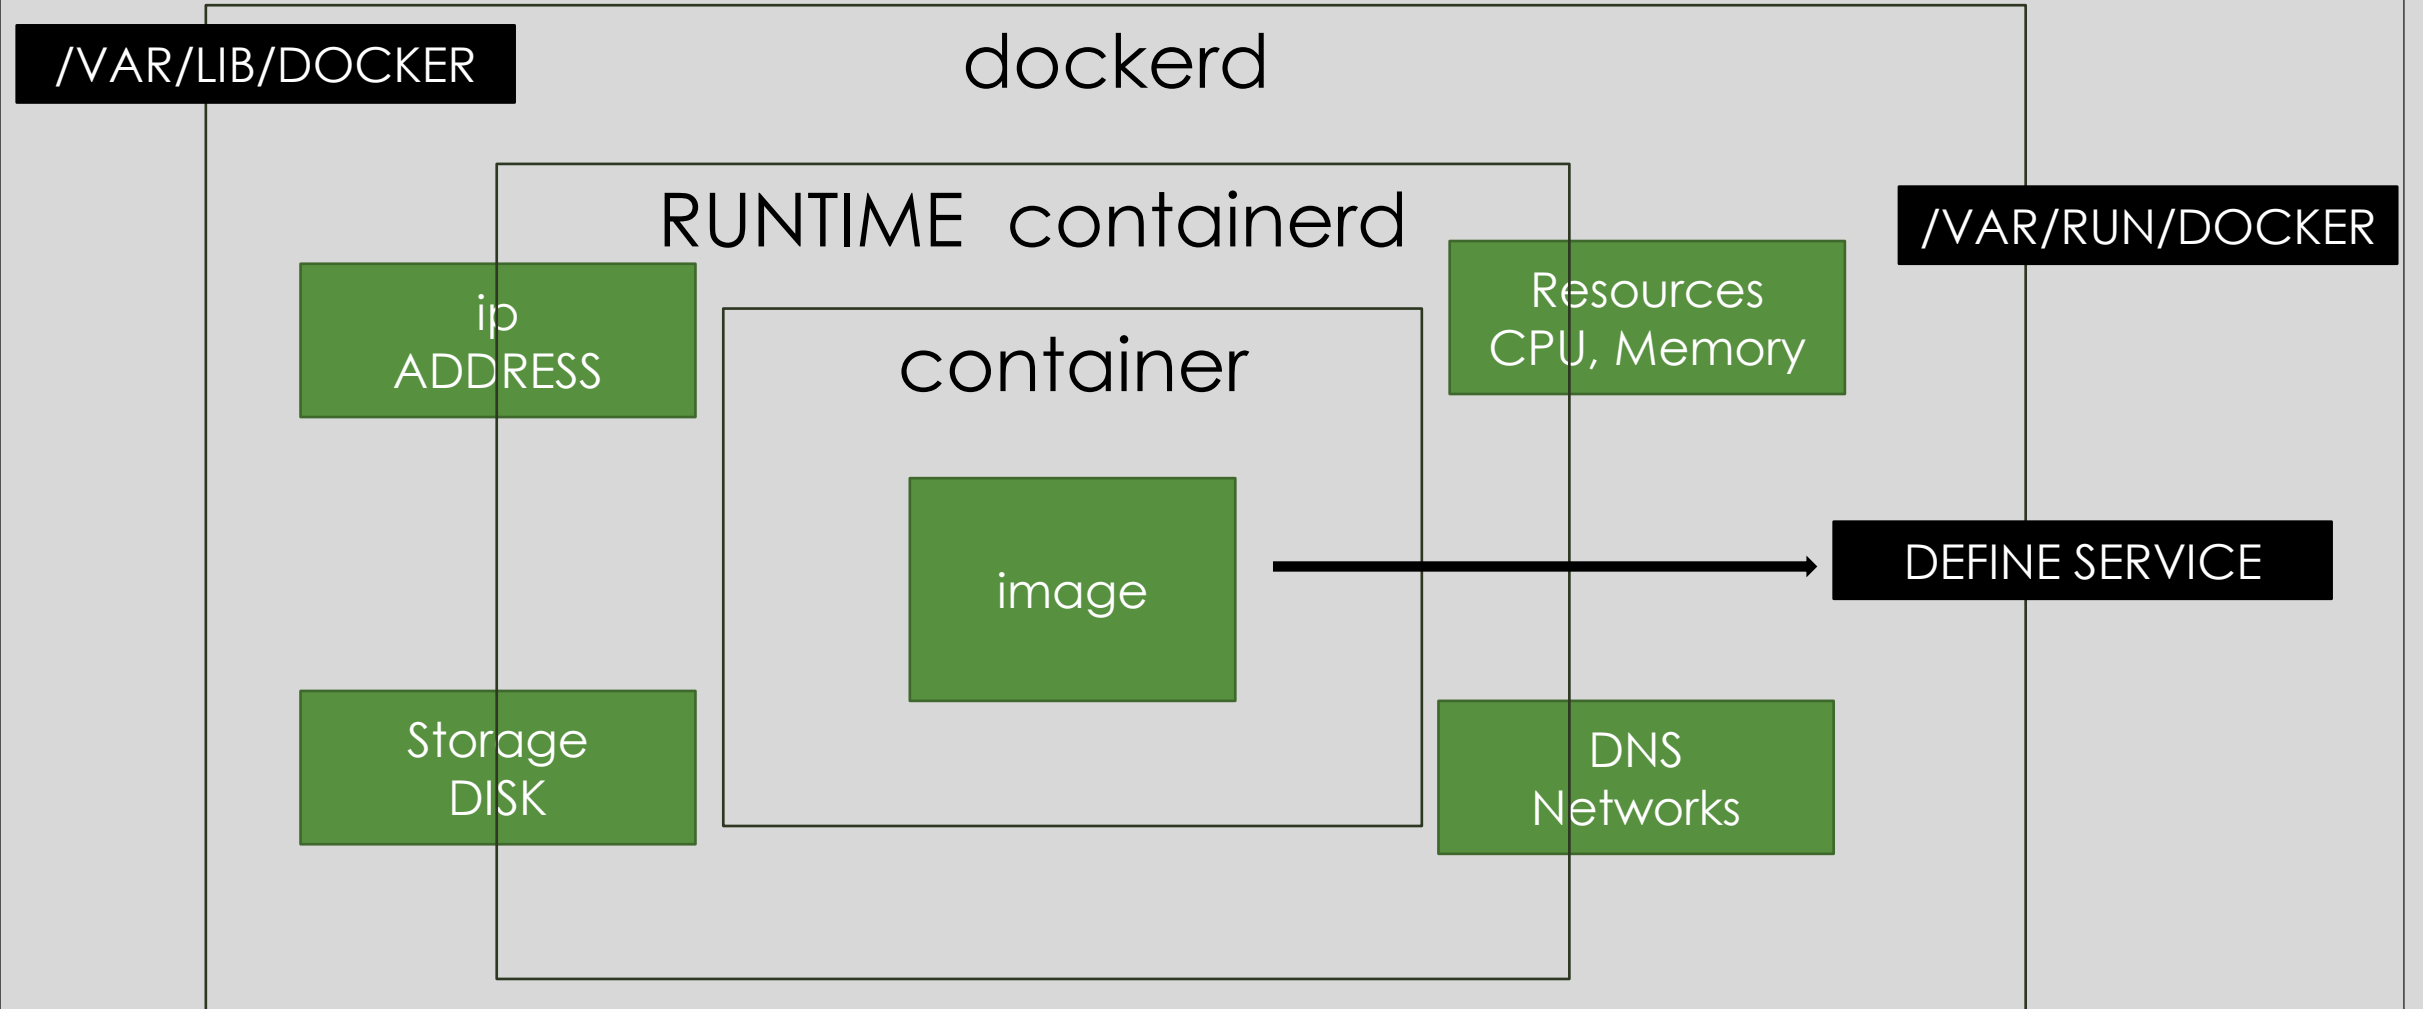 /VAR/LIB/DOCKER
dockerd
RUNTIME containerd
/VAR/RUN/DOCKER
ip
ADDRESS
Resources
CPU, Memory
container
image
DEFINE SERVICE
Storage
DISK
DNS
Networks